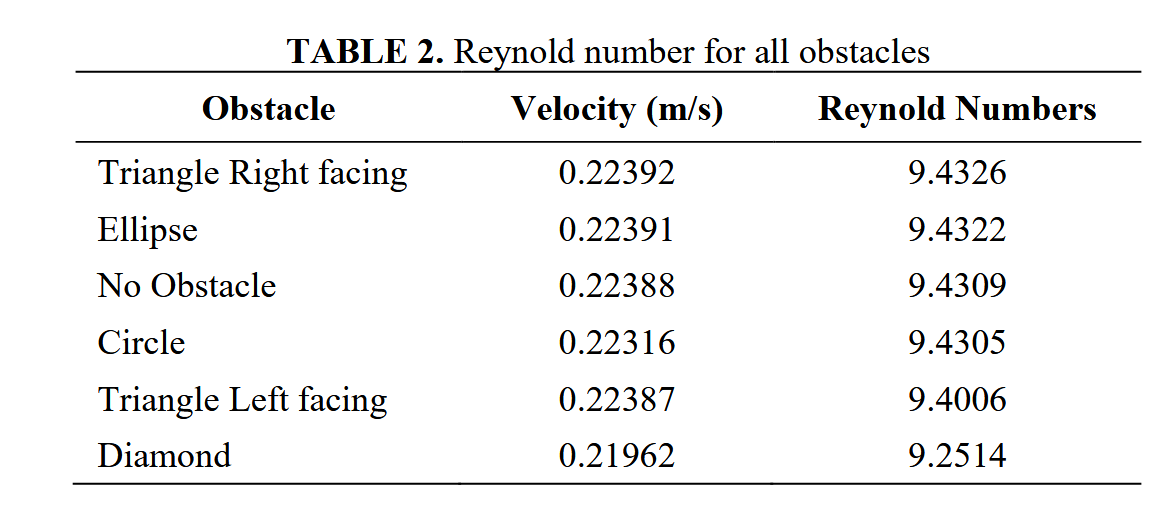 TABLE 2. Reynold number for all obstacles
Obstacle Velocity (m/s) Reynold Numbers
Triangle Right facing 0.22392 9.4326
Ellipse 0.22391 9.4322
No Obstacle 0.22388 9.4309
Circle 0.22316 9.4305
Triangle Left facing 0.22387 9.4006
Diamond 0.21962 9.2514